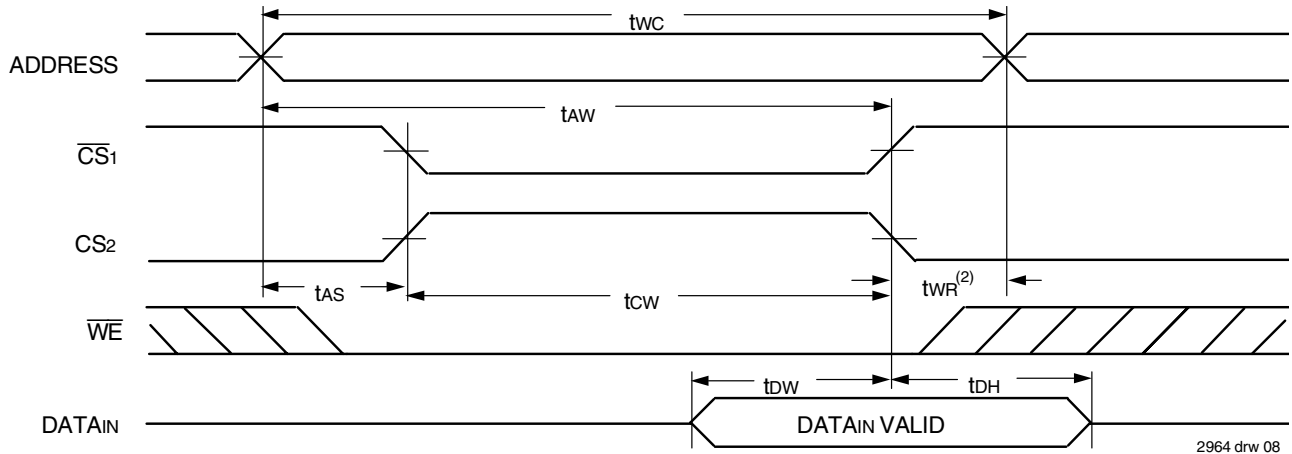 tWC
ADDRESS
tAW
CS1
CS2
tAS
tCW
tWR(2)
WE
tDW
tDH
DATAIN
DATAIN VALID
2964 drw 08